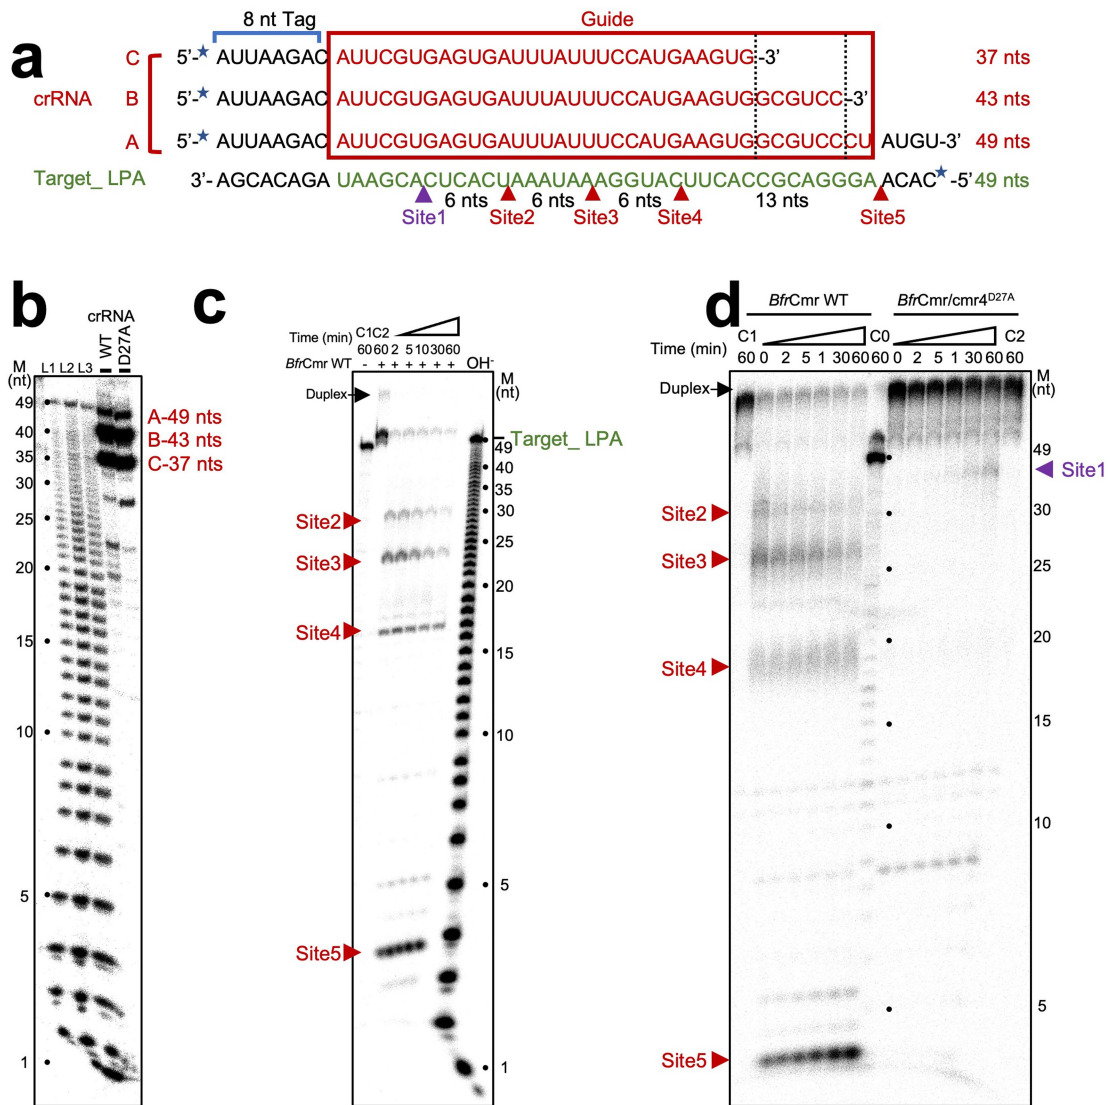 a
8 nt Tag
Guide
C 5'-★ AUUAAGAC AUUCGUGAGUGAUUUAUUUCCAUGAAGUG -3' 37 nts
crRNA B 5'-★ AUUAAGAC AUUCGUGAGUGAUUUAUUUCCAUGAAGUGGCGUCC -3' 43 nts
A 5'-★ AUUAAGAC AUUCGUGAGUGAUUUAUUUCCAUGAAGUGGCGUCCCU AUGU-3' 49 nts
Target_ LPA 3'- AGCACAGA UAAGCACUCACUAAAUAAAGGUACUUCACCGCAGGGA ACAC★ -5' 49 nts
6 nts 6 nts 6 nts 13 nts
Site1 Site2 Site3 Site4 Site5
b
crRNA
WT
D27A
M
(nt)
L1 L2 L3
49
40
35
30
25
20
15
10
5
1
A-49 nts
B-43 nts
C-37 nts
c
Time (min) C1C2
60 60 2 5 10 30 60
BfrCmr WT - + + + + + + OH-
M
(nt)
Duplex
Target_LPA
49
40
35
30
25
20
15
10
5
1
Site2
Site3
Site4
Site5
d
BfrCmr WT BfrCmr/cmr4D27A
C1 C0 C2
Time (min) 60 0 2 5 1 30 60 60 0 2 5 1 30 60 60
M
(nt)
Duplex
49
Site1
30
25
20
15
10
5
Site2
Site3
Site4
Site5